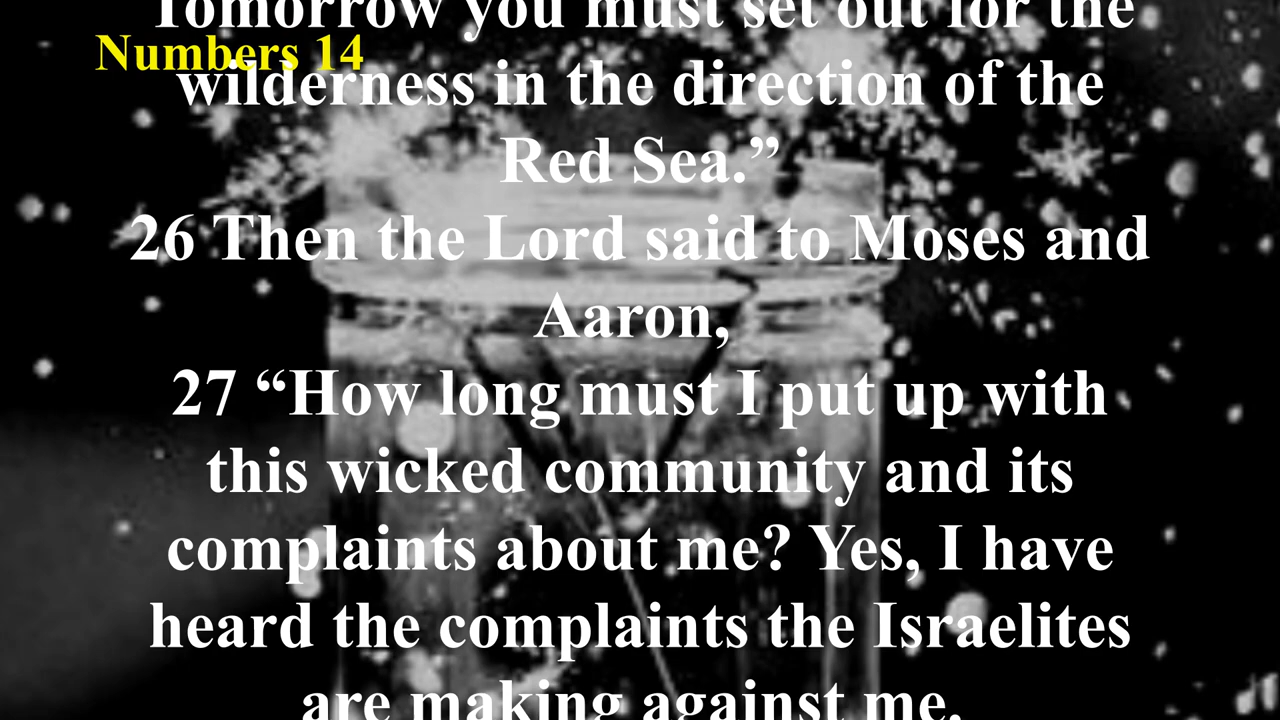 Tomorrow you must set out for the
Numbers 14
wilderness in the direction of the
Red Sea.”
26 Then the Lord said to Moses and
Aaron,
27 “How long must I put up with
this wicked community and its
complaints about me? Yes, I have
heard the complaints the Israelites
are making against me.